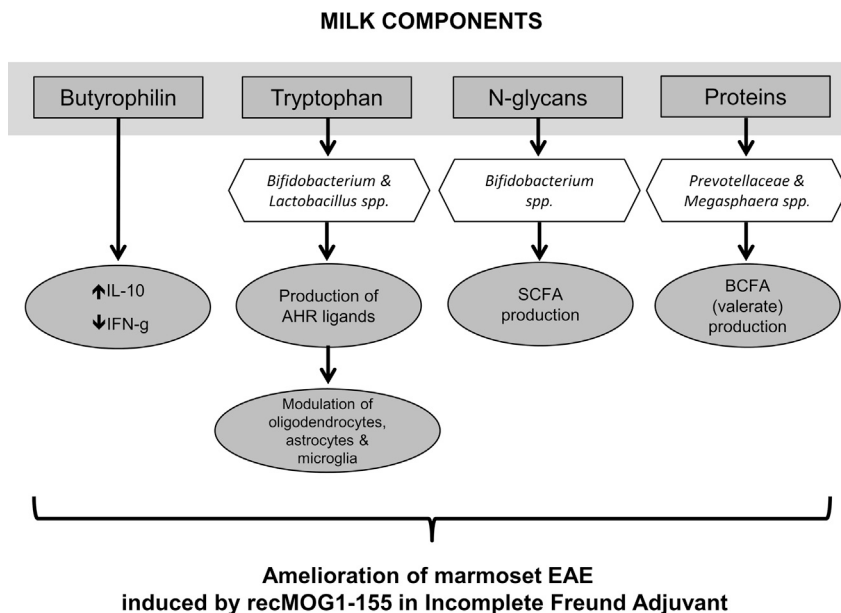 MILK COMPONENTS
Butyrophilin
Tryptophan
N-glycans
Proteins
Bifidobacterium &
Lactobacillus spp.
Bifidobacterium
spp.
Prevotellaceae &
Megasphaera spp.
↑IL-10
↓IFN-g
Production of
AHR ligands
SCFA
production
BCFA
(valerate)
production
Modulation of
oligodendrocytes,
astrocytes &
microglia
Amelioration of marmoset EAE
induced by recMOG1-155 in Incomplete Freund Adjuvant